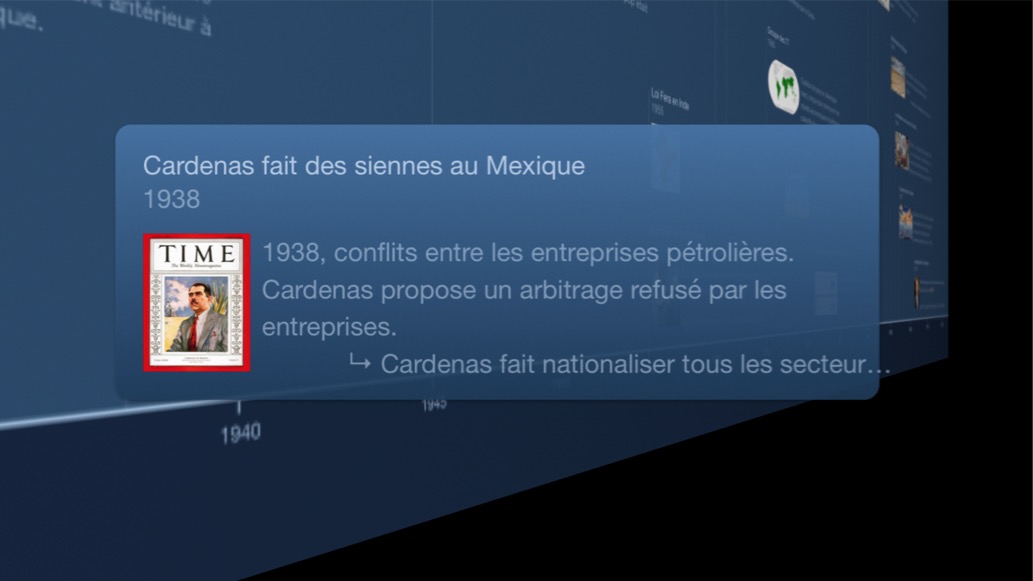 que.
antérieur à
Loi Fera en Inde
Cardenas fait des siennes au Mexique
1938
TIME
The Weekly Newsmagazine
1938, conflits entre les entreprises pétrolières.
Cardenas propose un arbitrage refusé par les
entreprises.
↳ Cardenas fait nationaliser tous les secteur…
1940
1945